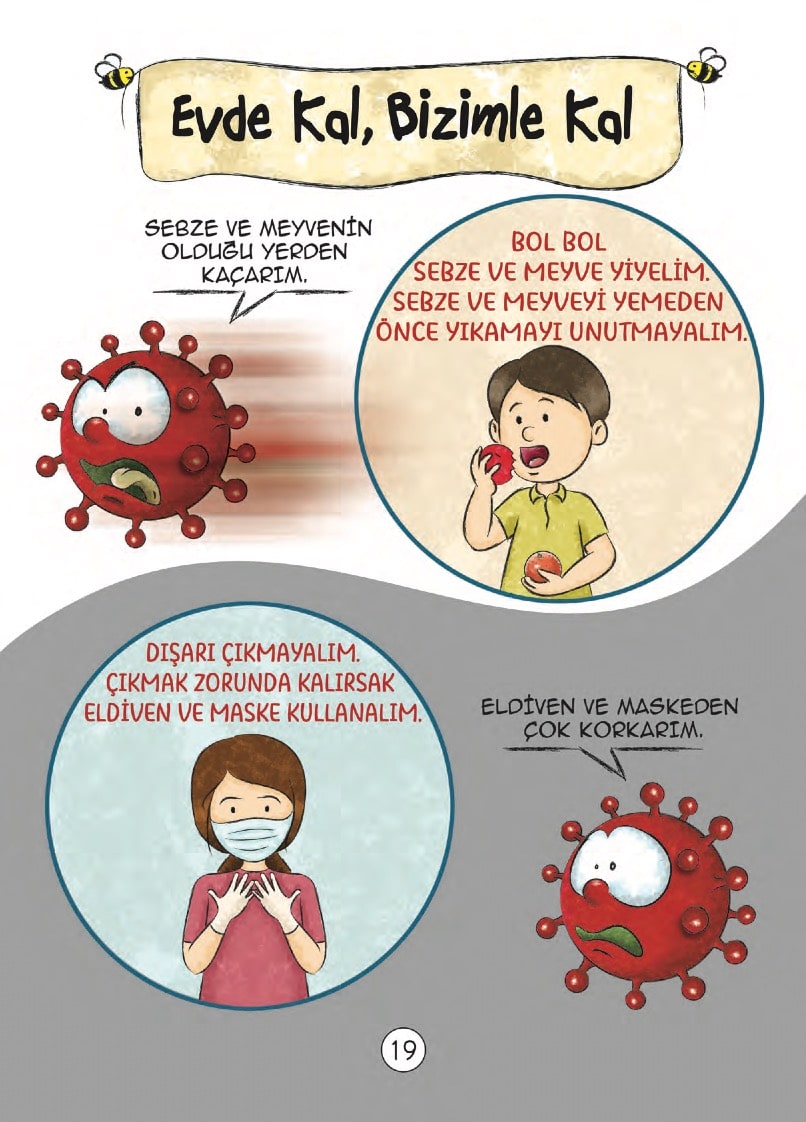 Evde Kal, Bizimle Kal
SEBZE VE MEYVENİN
OLDUĞU YERDEN
KAÇARIM.
BOL BOL
SEBZE VE MEYVE YİYELİM.
SEBZE VE MEYVEYİ YEMEDEN
ÖNCE YIKAMAYI UNUTMAYALIM.
DIŞARI ÇIKMAYALIM.
ÇIKMAK ZORUNDA KALIRSAK
ELDİVEN VE MASKE KULLANALIM.
ELDİVEN VE MASKEDEN
ÇOK KORKARIM.
19